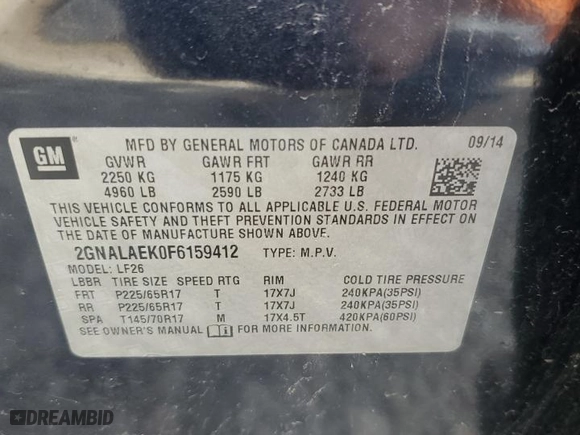 GM
MFD BY GENERAL MOTORS OF CANADA LTD. 09/14
GVWR GAWR FRT GAWR RR
2250 KG 1175 KG 1240 KG
4960 LB 2590 LB 2733 LB
THIS VEHICLE CONFORMS TO ALL APPLICABLE U.S. FEDERAL MOTOR
VEHICLE SAFETY AND THEFT PREVENTION STANDARDS IN EFFECT ON
THE DATE OF MANUFACTURE SHOWN ABOVE.
2GNALAEK0F6159412 TYPE: M.P.V.
MODEL: LF26
LBBR TIRE SIZE SPEED RTG RIM COLD TIRE PRESSURE
FRT P225/65R17 T 17X7J 240KPA(35PSI)
RR P225/65R17 T 17X7J 240KPA(35PSI)
SPA T145/70R17 M 17X4.5T 420KPA(60PSI)
SEE OWNER'S MANUAL FOR MORE INFORMATION.
DREAMBID